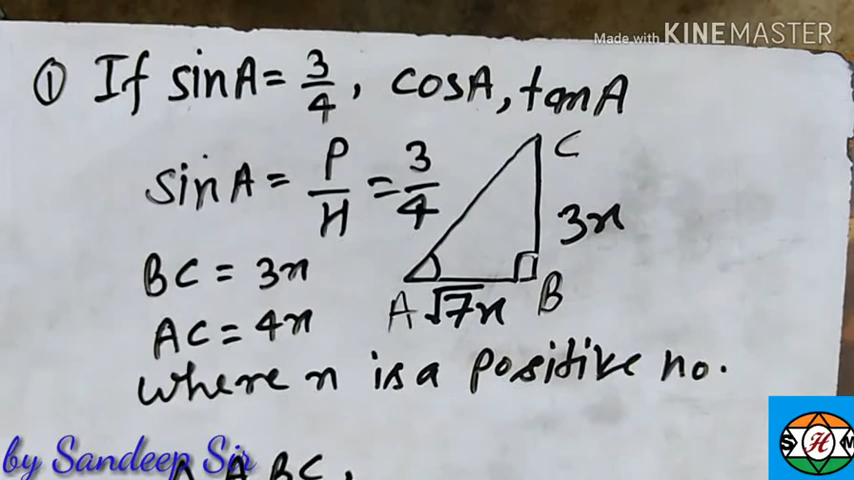 Made with KINEMASTER
① If sinA = 3/4, cosA, tanA
sinA = P/H = 3/4
C
3x
A √7x B
BC = 3x
AC = 4x
where x is a positive no.
by Sandeep Sir
ABC,
S H M